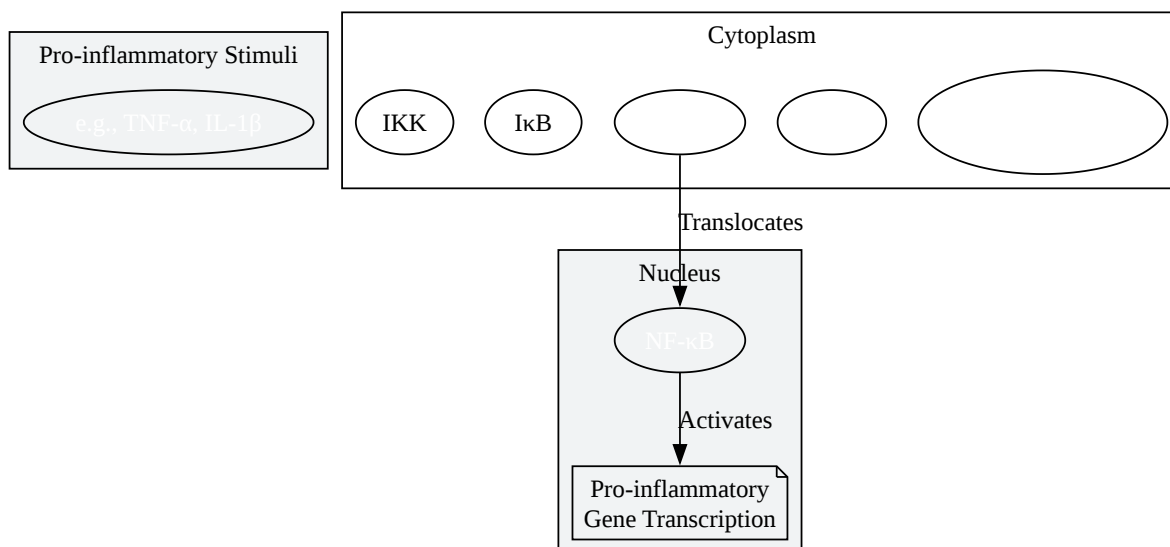 Pro-inflammatory Stimuli
e.g., TNF-α, IL-1β
Cytoplasm
IKK
IκB
Translocates
Nucleus
NF-κB
Activates
Pro-inflammatory
Gene Transcription